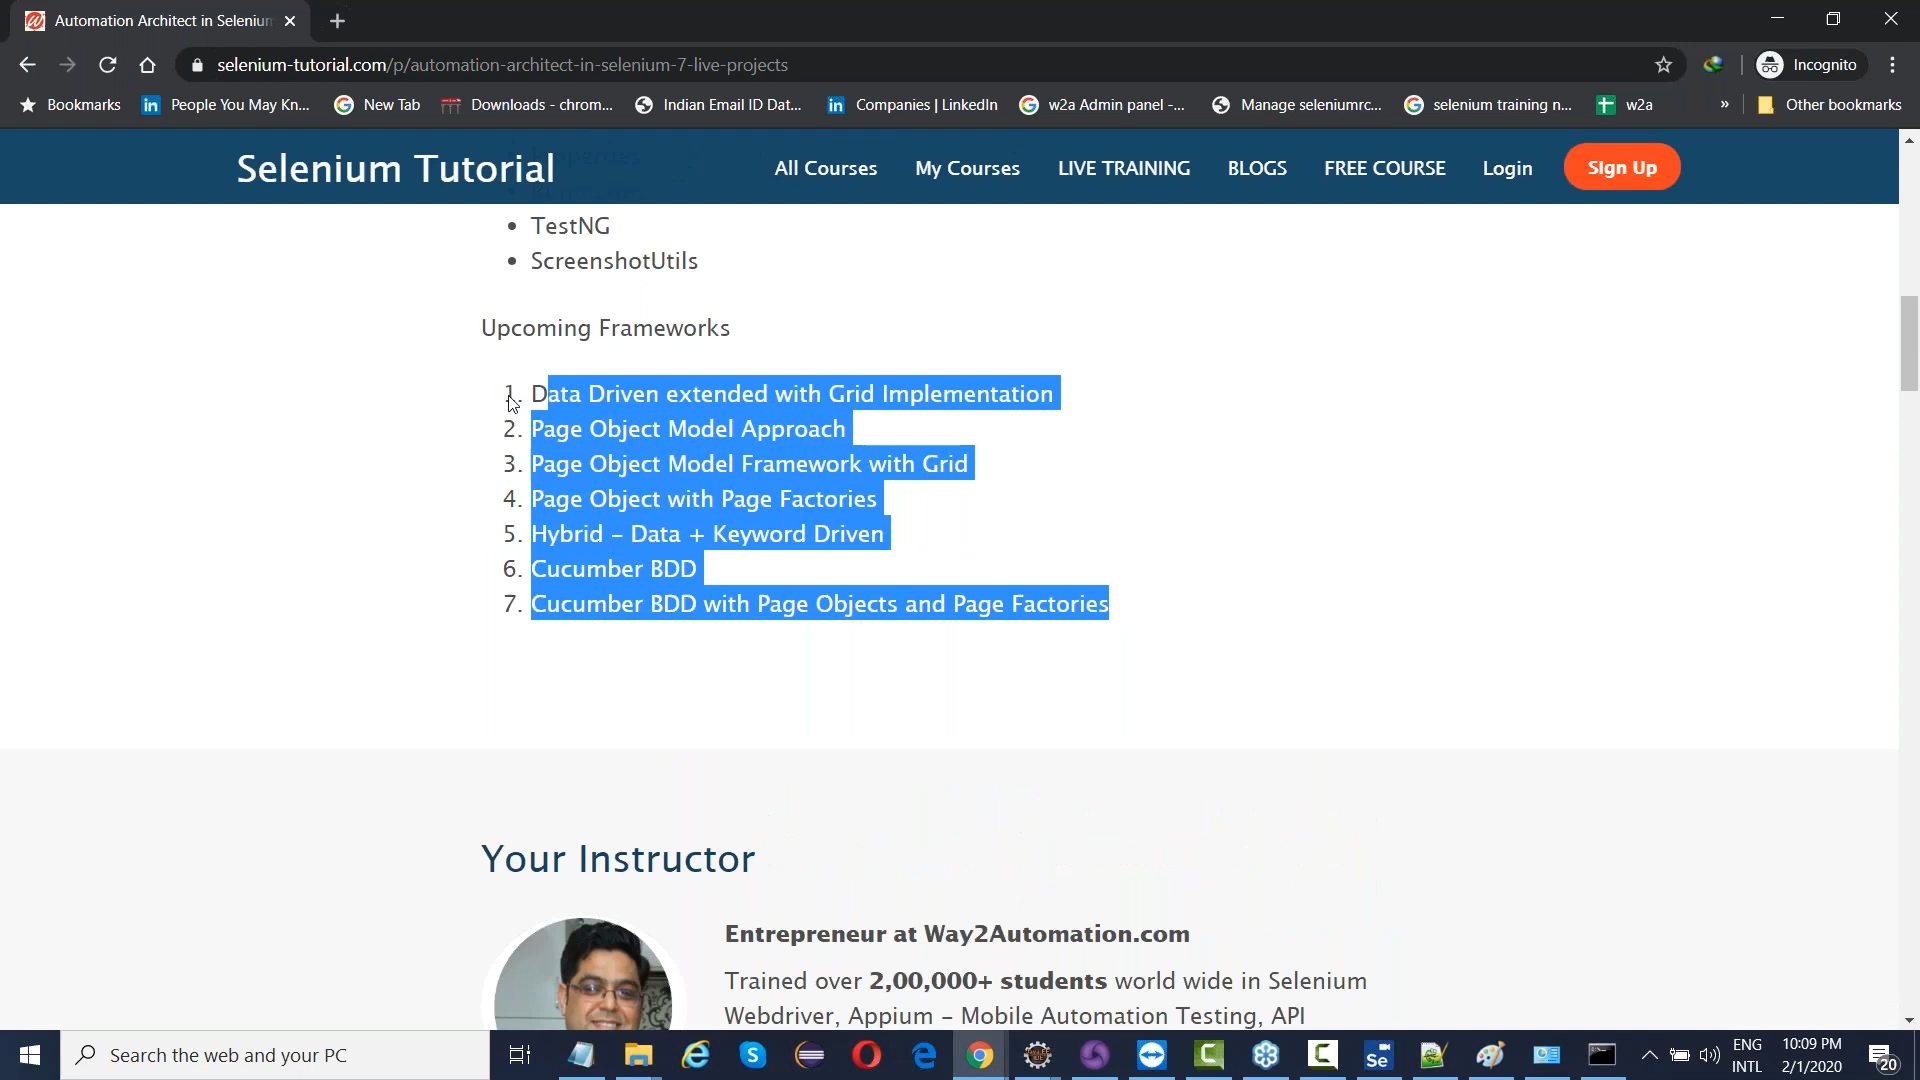 Automation Architect in Selenium
selenium-tutorial.com/p/automation-architect-in-selenium-7-live-projects
Incognito
Bookmarks
People You May Kn...
New Tab
Downloads - chrom...
Indian Email ID Dat...
Companies | LinkedIn
w2a Admin panel -...
Manage seleniumrc...
selenium training n...
w2a
»
Other bookmarks
Selenium Tutorial
All Courses
My Courses
LIVE TRAINING
BLOGS
FREE COURSE
Login
Sign Up
• TestNG
• ScreenshotUtils
Upcoming Frameworks
1. Data Driven extended with Grid Implementation
2. Page Object Model Approach
3. Page Object Model Framework with Grid
4. Page Object with Page Factories
5. Hybrid – Data + Keyword Driven
6. Cucumber BDD
7. Cucumber BDD with Page Objects and Page Factories
Your Instructor
Entrepreneur at Way2Automation.com
Trained over 2,00,000+ students world wide in Selenium
Webdriver, Appium – Mobile Automation Testing, API
Search the web and your PC
Se
ENG
INTL
10:09 PM
2/1/2020
20